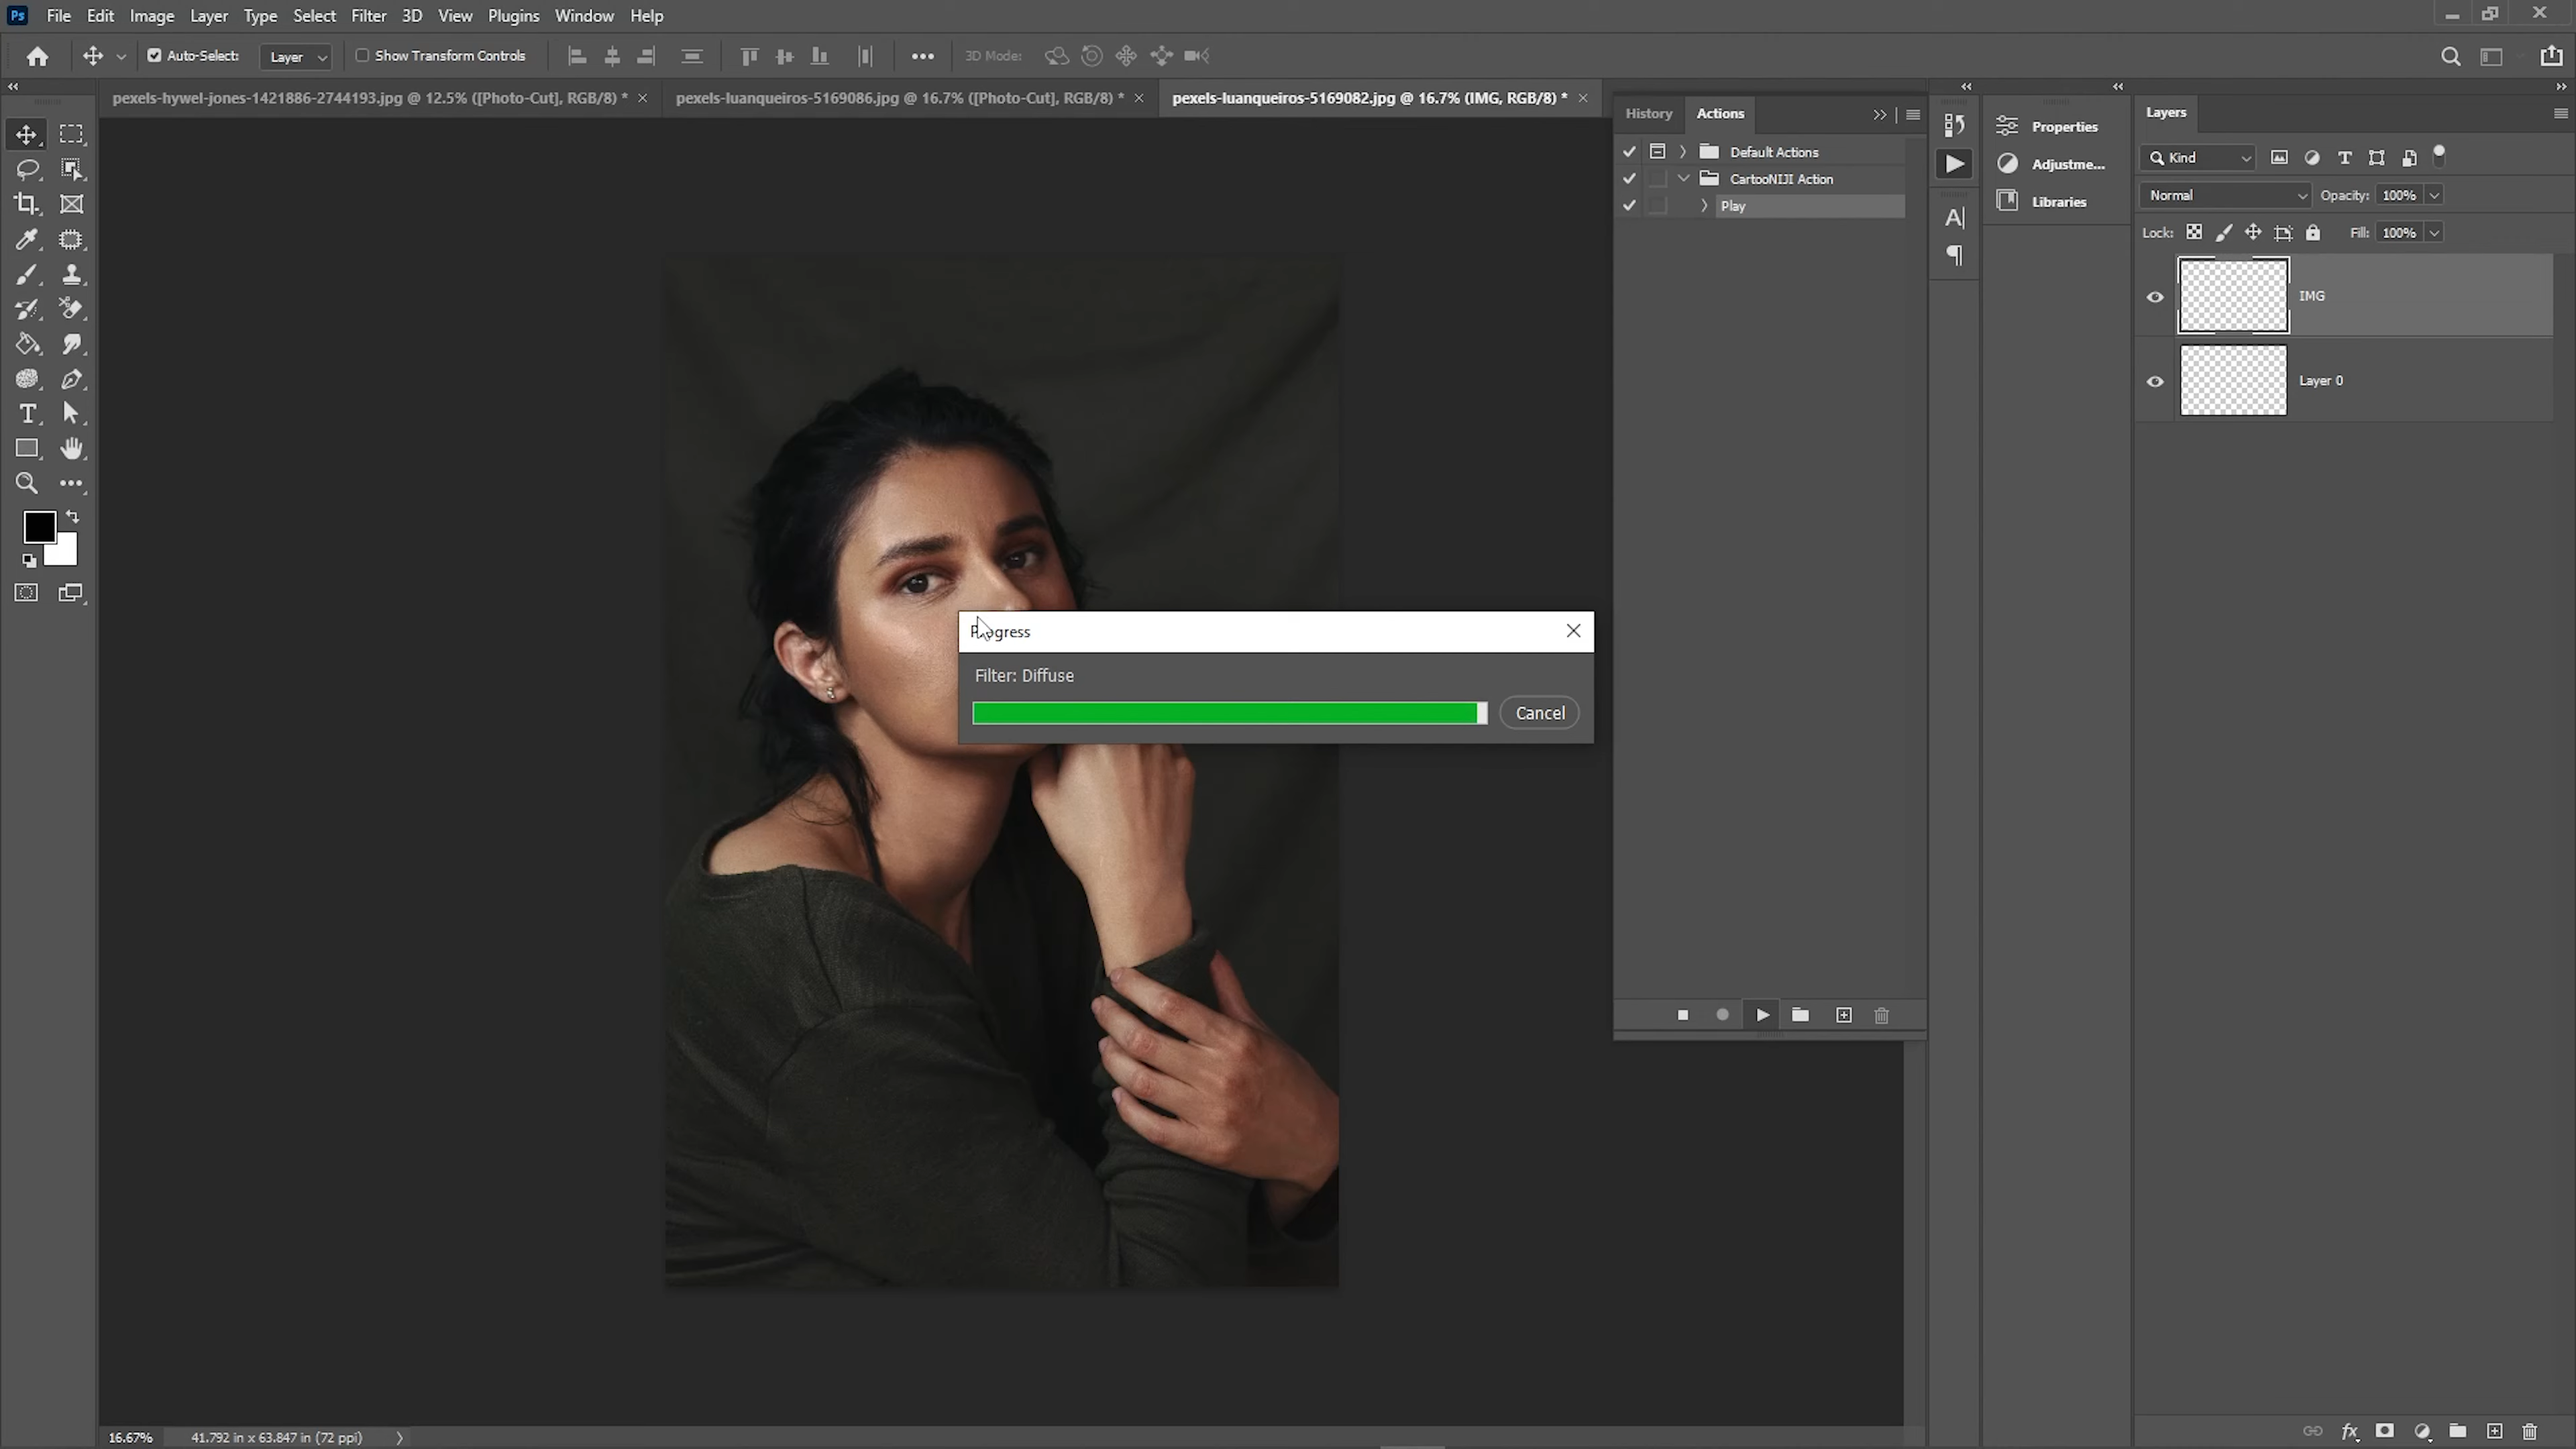 Ps File Edit Image Layer Type Select Filter 3D View Plugins Window Help
Auto-Select: Layer Show Transform Controls 3D Mode:
pexels-hywel-jones-1421886-2744193.jpg @ 12.5% ([Photo-Cut], RGB/8) *
pexels-luanqueiros-5169086.jpg @ 16.7% ([Photo-Cut], RGB/8) *
pexels-luanqueiros-5169082.jpg @ 16.7% (IMG, RGB/8) *
History Actions
Default Actions
CartooNIJI Action
Play
Properties
Adjustme...
Libraries
Layers
Kind
Normal Opacity: 100%
Lock: Fill: 100%
IMG
Layer 0
Progress
Filter: Diffuse
Cancel
16.67% 41.792 in x 63.847 in (72 ppi)